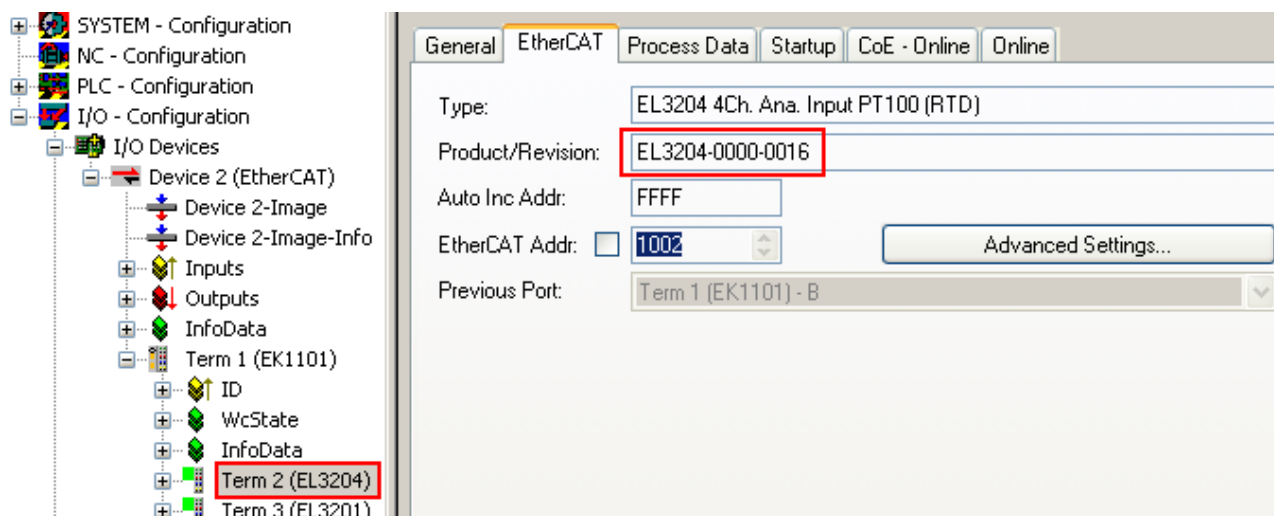 SYSTEM - Configuration
NC - Configuration
PLC - Configuration
I/O - Configuration
I/O Devices
Device 2 (EtherCAT)
Device 2-Image
Device 2-Image-Info
Inputs
Outputs
InfoData
Term 1 (EK1101)
ID
WcState
InfoData
Term 2 (EL3204)
Term 3 (EL3201)
General EtherCAT Process Data Startup CoE - Online Online
Type: EL3204 4Ch. Ana. Input PT100 (RTD)
Product/Revision: EL3204-0000-0016
Auto Inc Addr: FFFF
EtherCAT Addr: 1002 Advanced Settings...
Previous Port: Term 1 (EK1101) - B